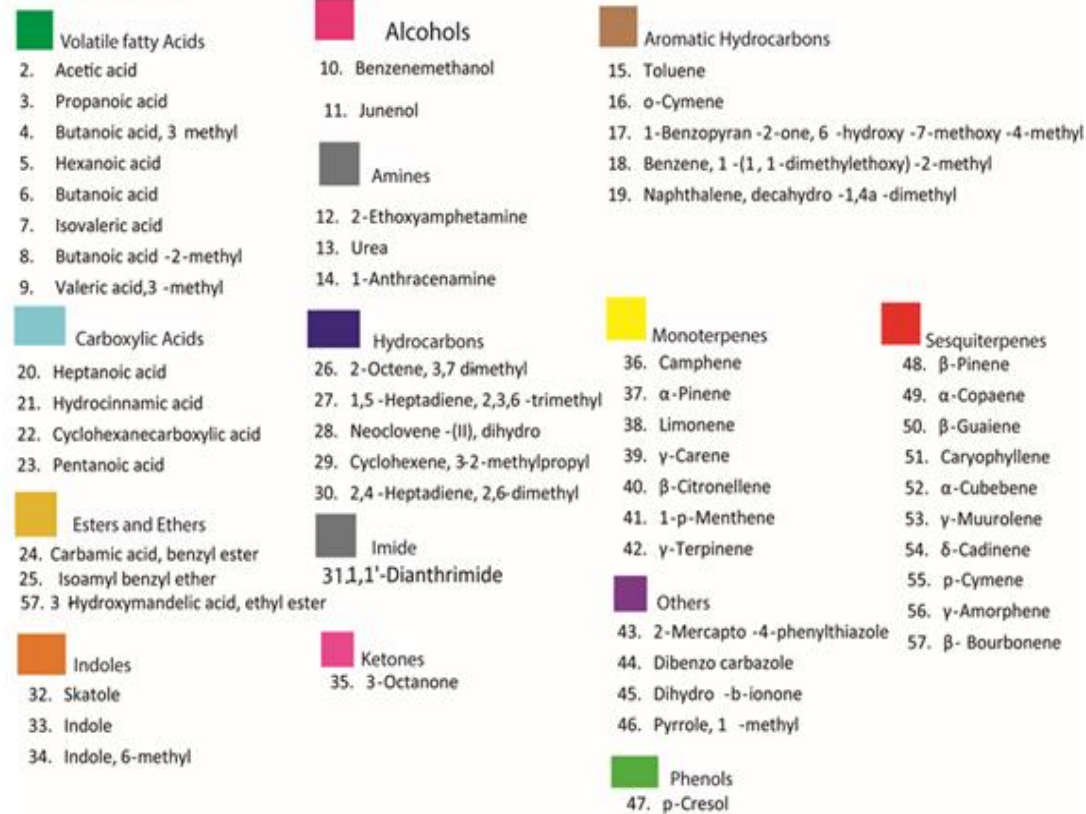 Volatile fatty Acids
2. Acetic acid
3. Propanoic acid
4. Butanoic acid, 3 methyl
5. Hexanoic acid
6. Butanoic acid
7. Isovaleric acid
8. Butanoic acid -2-methyl
9. Valeric acid,3 -methyl
Alcohols
10. Benzenemethanol
11. Junenol
Amines
12. 2-Ethoxyamphetamine
13. Urea
14. 1-Anthracenamine
Aromatic Hydrocarbons
15. Toluene
16. o-Cymene
17. 1-Benzopyran -2-one, 6 -hydroxy -7-methoxy -4-methyl
18. Benzene, 1 -(1, 1-dimethylethoxy) -2-methyl
19. Naphthalene, decahydro -1,4a -dimethyl
Carboxylic Acids
20. Heptanoic acid
21. Hydrocinnamic acid
22. Cyclohexanecarboxylic acid
23. Pentanoic acid
Esters and Ethers
24. Carbamic acid, benzyl ester
25. Isoamyl benzyl ether
57. 3 Hydroxymandelic acid, ethyl ester
Indoles
32. Skatole
33. Indole
34. Indole, 6-methyl
Hydrocarbons
26. 2-Octene, 3,7 dimethyl
27. 1,5 -Heptadiene, 2,3,6 -trimethyl
28. Neoclovene -(II), dihydro
29. Cyclohexene, 3-2-methylpropyl
30. 2,4 -Heptadiene, 2,6-dimethyl
Imide
31.1,1'-Dianthrimide
Ketones
35. 3-Octanone
Monoterpenes
36. Camphene
37. α-Pinene
38. Limonene
39. γ-Carene
40. β-Citronellene
41. 1-p-Menthene
42. γ-Terpinene
Others
43. 2-Mercapto -4-phenylthiazole
44. Dibenzo carbazole
45. Dihydro -b-ionone
46. Pyrrole, 1 -methyl
Phenols
47. p-Cresol
Sesquiterpenes
48. β-Pinene
49. α-Copaene
50. β-Guaiene
51. Caryophyllene
52. α-Cubebene
53. γ-Muurolene
54. δ-Cadinene
55. p-Cymene
56. γ-Amorphene
57. β- Bourbonene